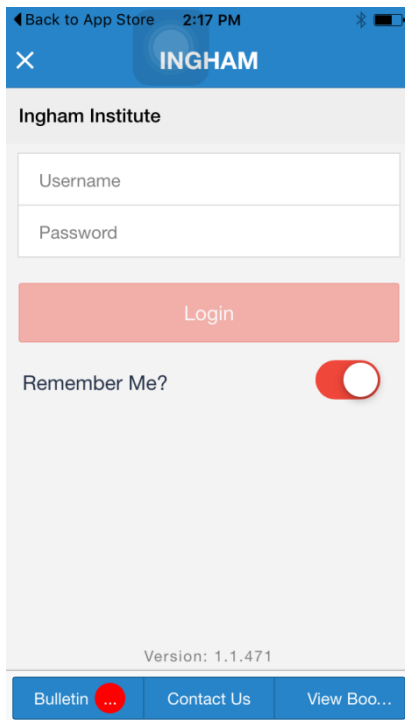 Back to App Store 2:17 PM
INGHAM
Ingham Institute
Username
Password
Login
Remember Me?
Version: 1.1.471
Bulletin ... Contact Us View Boo...